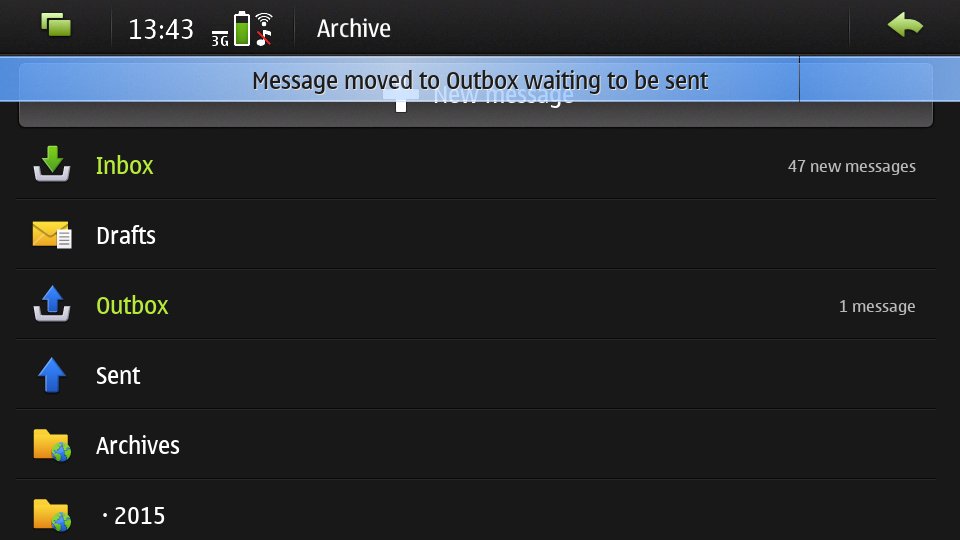 13:43 3G Archive
Message moved to Outbox waiting to be sent
New message
Inbox 47 new messages
Drafts
Outbox 1 message
Sent
Archives
· 2015